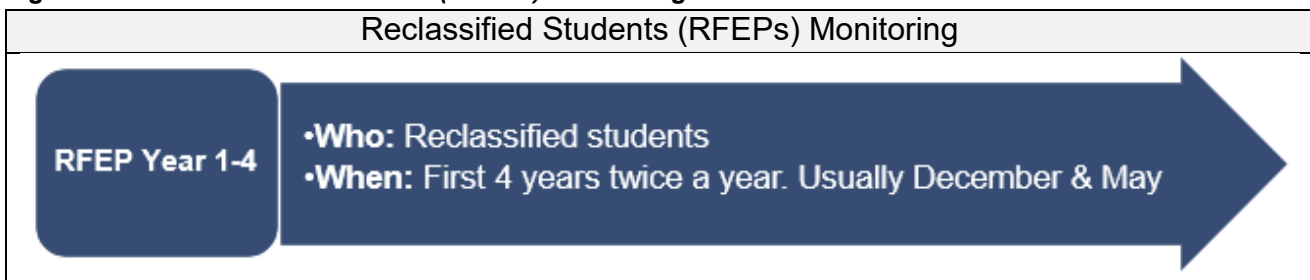 Reclassified Students (RFEPs) Monitoring
RFEP Year 1-4
•Who: Reclassified students
•When: First 4 years twice a year. Usually December & May